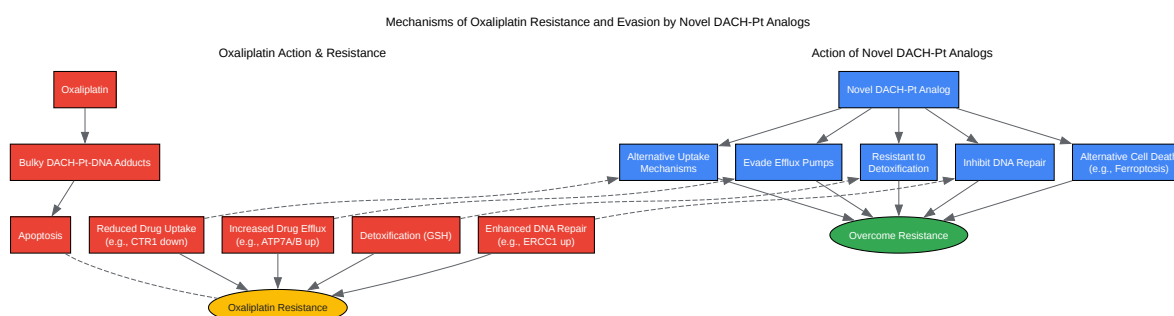 Mechanisms of Oxaliplatin Resistance and Evasion by Novel DACH-Pt Analogs
Oxaliplatin Action & Resistance
Action of Novel DACH-Pt Analogs
Oxaliplatin
Novel DACH-Pt Analog
Bulky DACH-Pt-DNA Adducts
Alternative Uptake
Mechanisms
Evade Efflux Pumps
Resistant to
Detoxification
Inhibit DNA Repair
Alternative Cell Death
(e.g., Ferroptosis)
Apoptosis
Reduced Drug Uptake
(e.g., CTR1 down)
Increased Drug Efflux
(e.g., ATP7A/B up)
Detoxification (GSH)
Enhanced DNA Repair
(e.g., ERCC1 up)
Overcome Resistance
Oxaliplatin Resistance